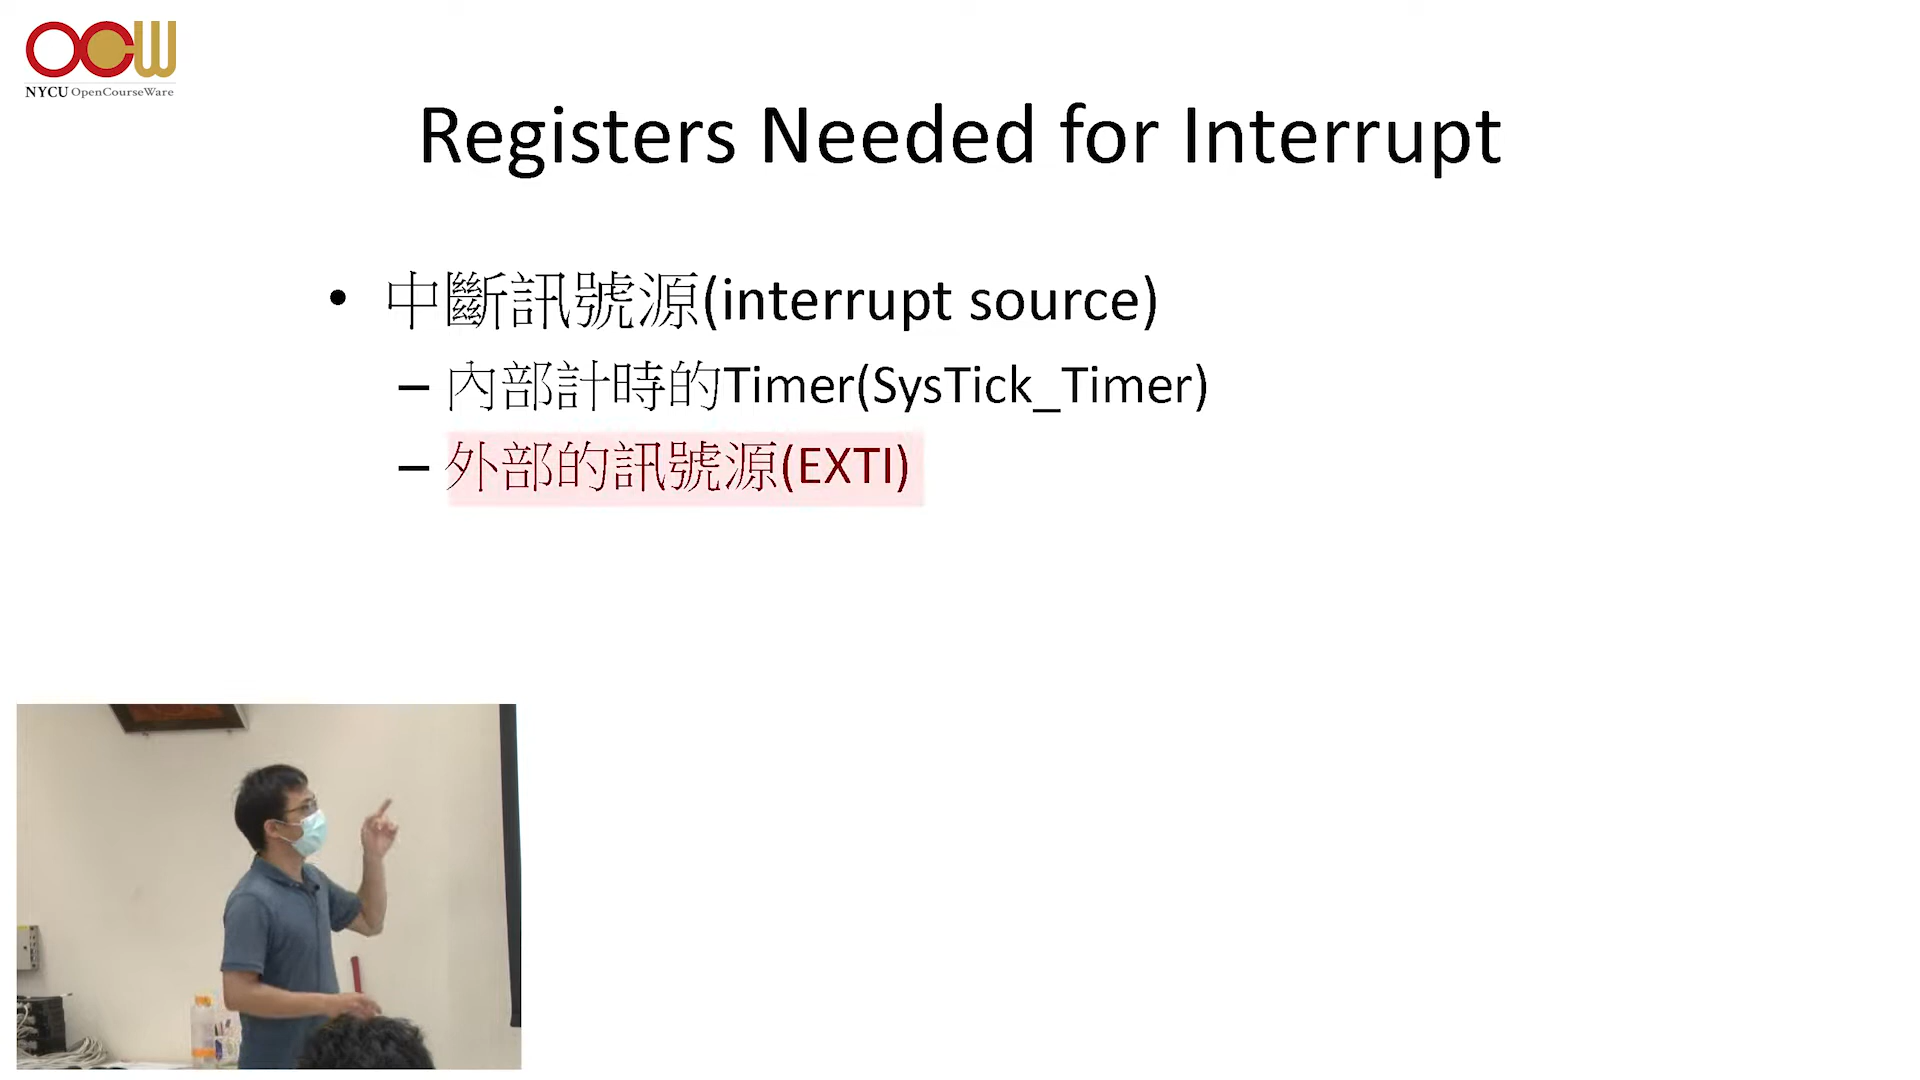 OCW
NYCU OpenCourseWare
Registers Needed for Interrupt
• 中斷訊號源(interrupt source)
– 內部計時的Timer(SysTick_Timer)
– 外部的訊號源(EXTI)